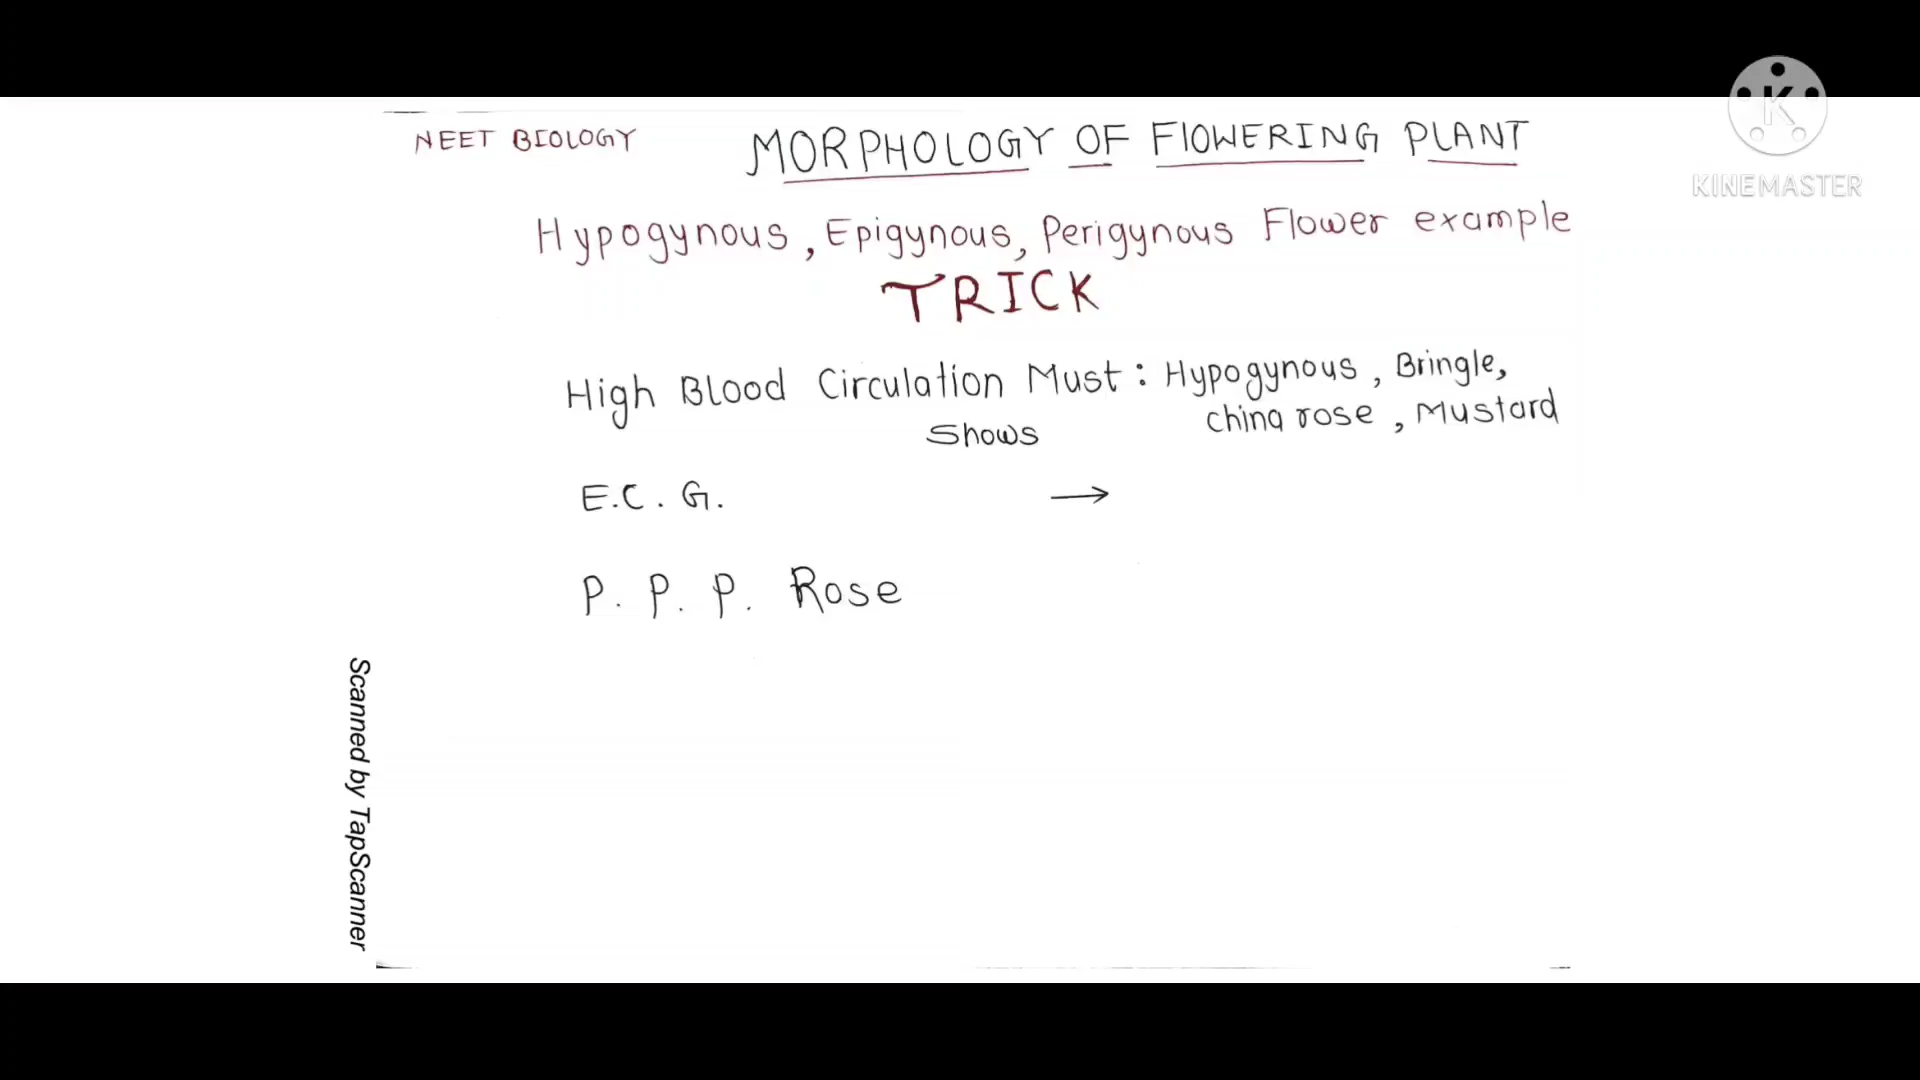 NEET BIOLOGY
MORPHOLOGY OF FlOWERING PLANT
Hypogynous, Epigynous, Perigynous Flower example
TRICK
High Blood Circulation Must: Hypogynous, Bringle,
china rose, Mustard
Shows
E.C.G. →
P. P. P. Rose
Scanned by TapScanner
K
KINEMASTER